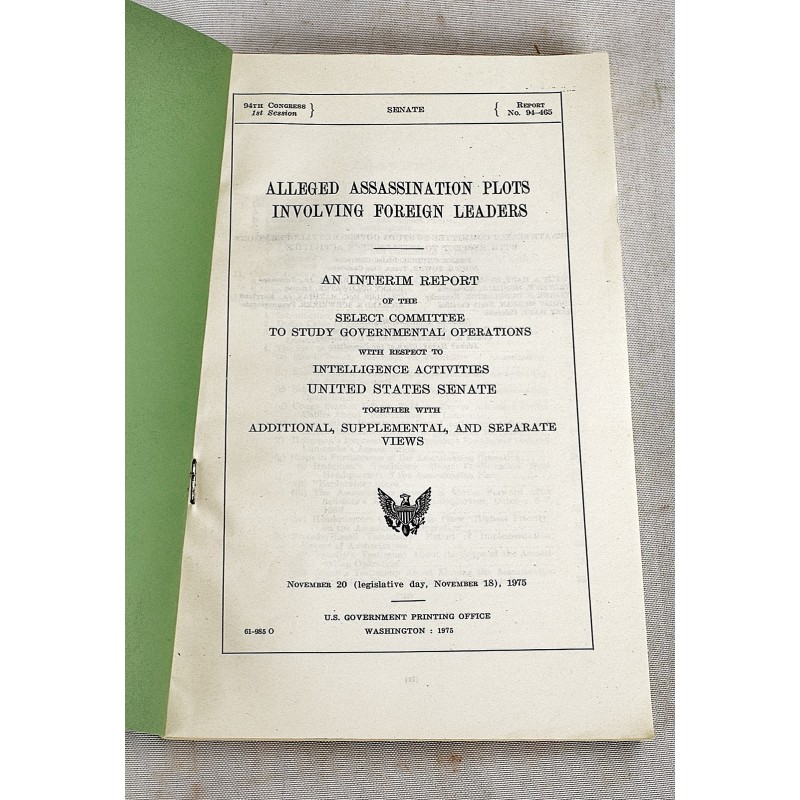 94TH CONGRESS } SENATE { REPORT
1st Session No. 94-465
ALLEGED ASSASSINATION PLOTS
INVOLVING FOREIGN LEADERS
AN INTERIM REPORT
OF THE
SELECT COMMITTEE
TO STUDY GOVERNMENTAL OPERATIONS
WITH RESPECT TO
INTELLIGENCE ACTIVITIES
UNITED STATES SENATE
TOGETHER WITH
ADDITIONAL, SUPPLEMENTAL, AND SEPARATE
VIEWS
NOVEMBER 20 (legislative day, NOVEMBER 18), 1975
U.S. GOVERNMENT PRINTING OFFICE
61-985 O WASHINGTON : 1975